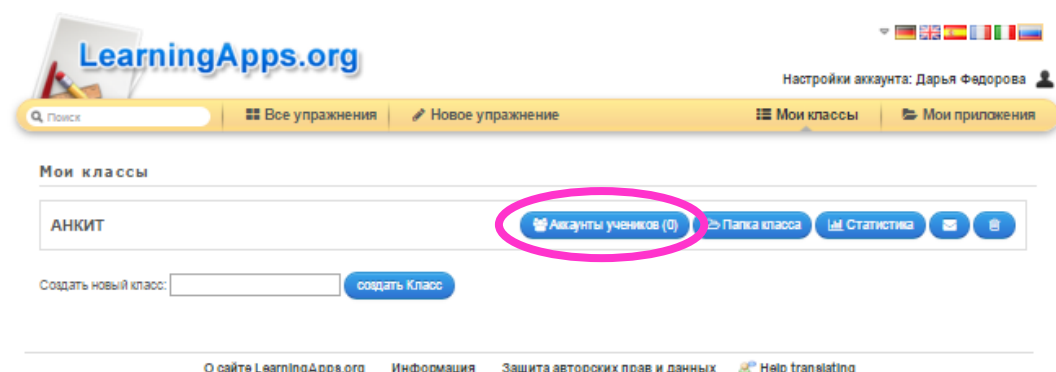 LearningApps.org
Настройки аккаунта: Дарья Федорова
Поиск
Все упражнения
Новое упражнение
Мои классы
Мои приложения
Мои классы
АНКИТ
Аккаунты учеников (0)
Папка класса
Статистика
Создать новый класс:
создать Класс
О сайте LearningApps.org Информация Защита авторских прав и данных Help translating